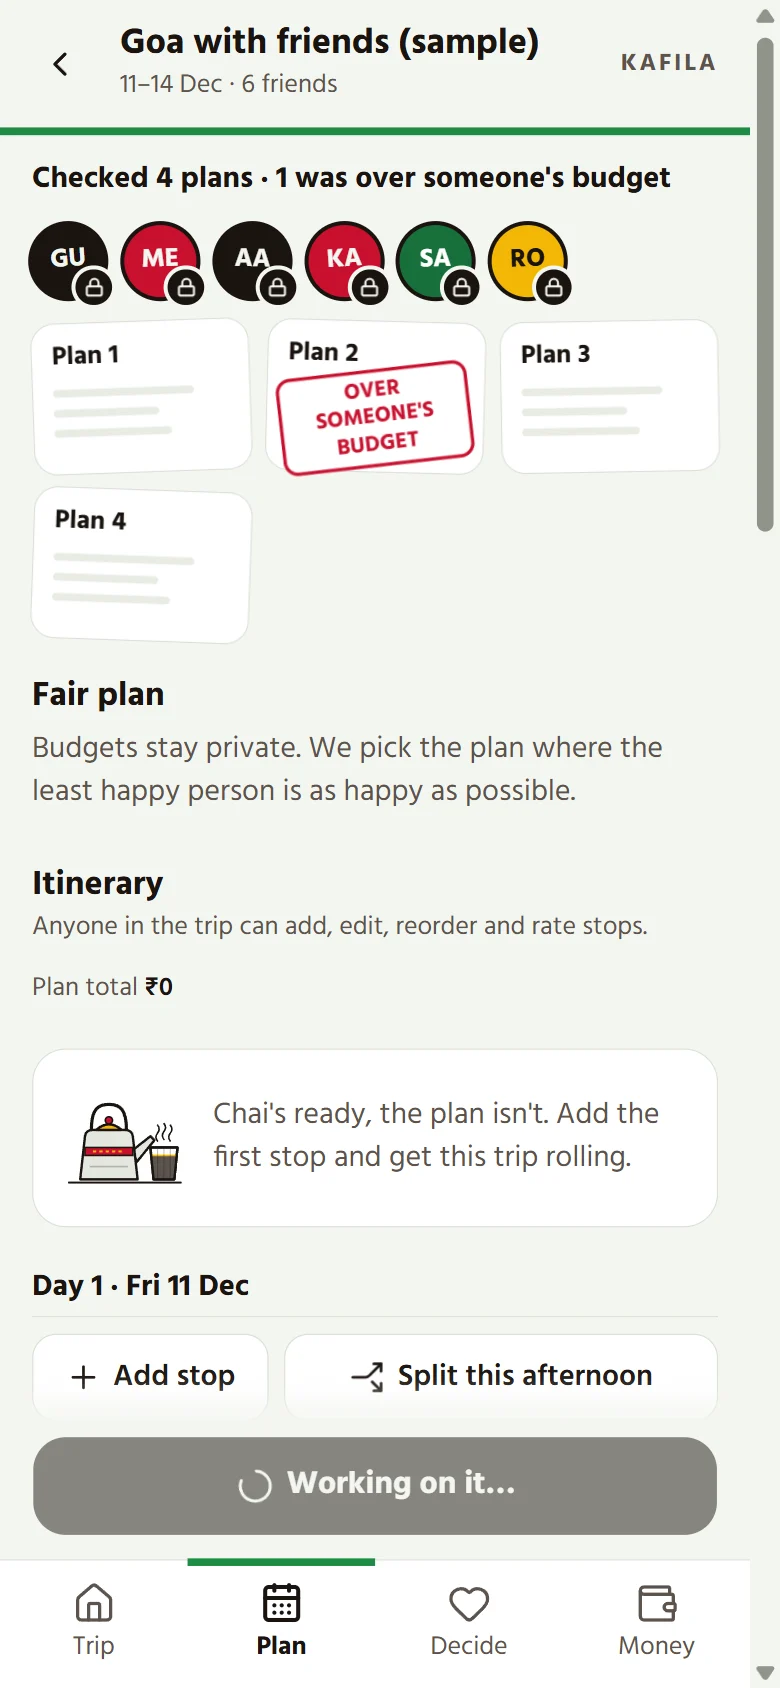 Goa with friends (sample)
11–14 Dec · 6 friends
KAFILA
Checked 4 plans · 1 was over someone's budget
GU ME AA KA SA RO
Plan 1
Plan 2
OVER
SOMEONE'S
BUDGET
Plan 3
Plan 4
Fair plan
Budgets stay private. We pick the plan where the
least happy person is as happy as possible.
Itinerary
Anyone in the trip can add, edit, reorder and rate stops.
Plan total ₹0
Chai's ready, the plan isn't. Add the
first stop and get this trip rolling.
Day 1 · Fri 11 Dec
Add stop
Split this afternoon
Working on it...
Trip
Plan
Decide
Money